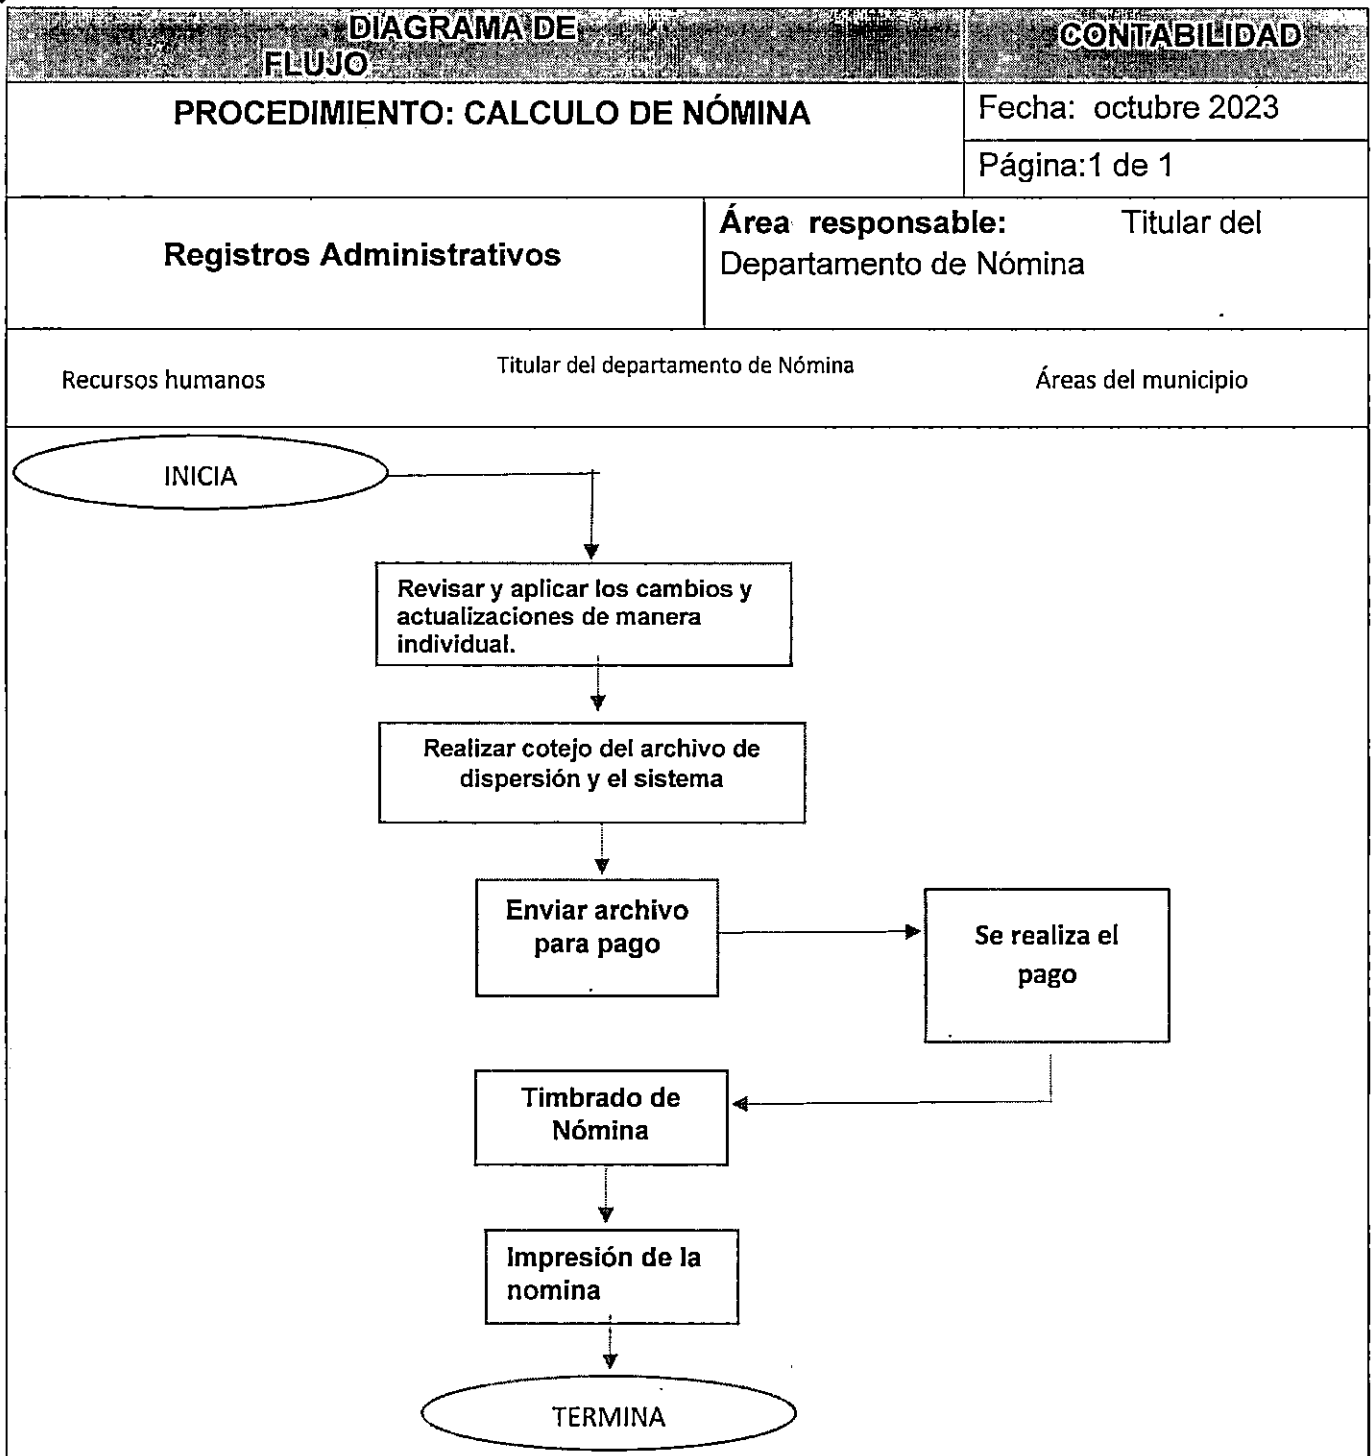 DIAGRAMA DE
FLUJO
CONTABILIDAD
PROCEDIMIENTO: CALCULO DE NÓMINA
Fecha: octubre 2023
Página:1 de 1
Registros Administrativos
Área responsable: Titular del
Departamento de Nómina
Recursos humanos
Titular del departamento de Nómina
Áreas del municipio
INICIA
Revisar y aplicar los cambios y
actualizaciones de manera
individual.
Realizar cotejo del archivo de
dispersión y el sistema
Enviar archivo
para pago
Se realiza el
pago
Timbrado de
Nómina
Impresión de la
nomina
TERMINA